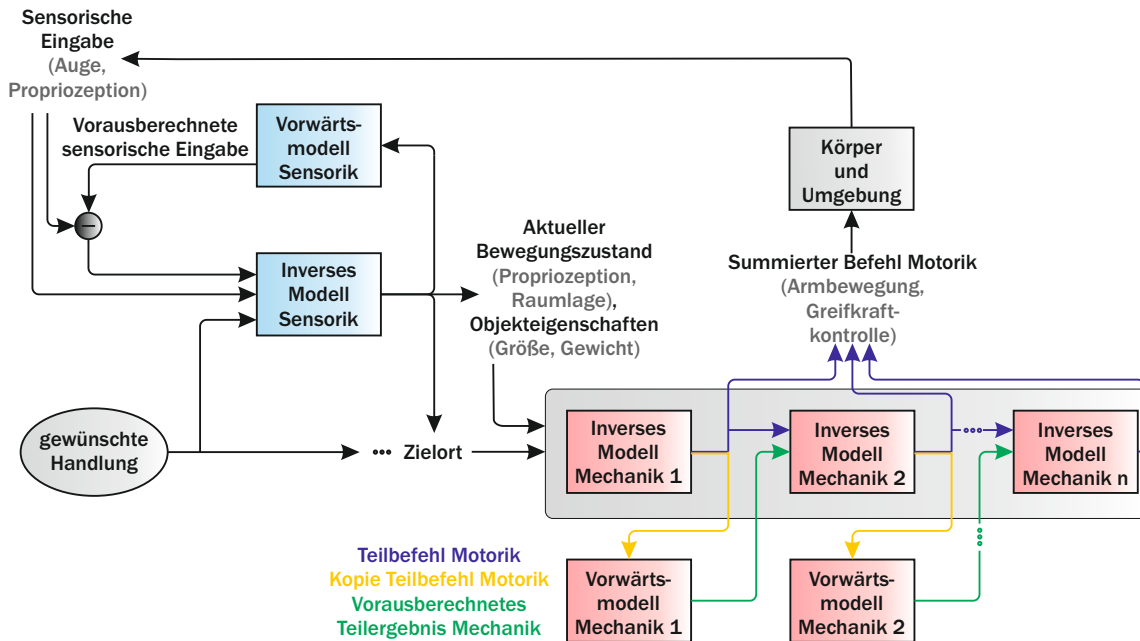 Sensorische
Eingabe
(Auge,
Propriozeption)
Vorausberechnete
sensorische Eingabe
Vorwärts-
modell
Sensorik
−
Inverses
Modell
Sensorik
Aktueller
Bewegungszustand
(Propriozeption,
Raumlage),
Objekteigenschaften
(Größe, Gewicht)
Körper
und
Umgebung
Summierter Befehl Motorik
(Armbewegung,
Greifkraft-
kontrolle)
gewünschte
Handlung
Zielort
Inverses
Modell
Mechanik 1
Inverses
Modell
Mechanik 2
Inverses
Modell
Mechanik n
Teilbefehl Motorik
Kopie Teilbefehl Motorik
Vorausberechnetes
Teilergebnis Mechanik
Vorwärts-
modell
Mechanik 1
Vorwärts-
modell
Mechanik 2